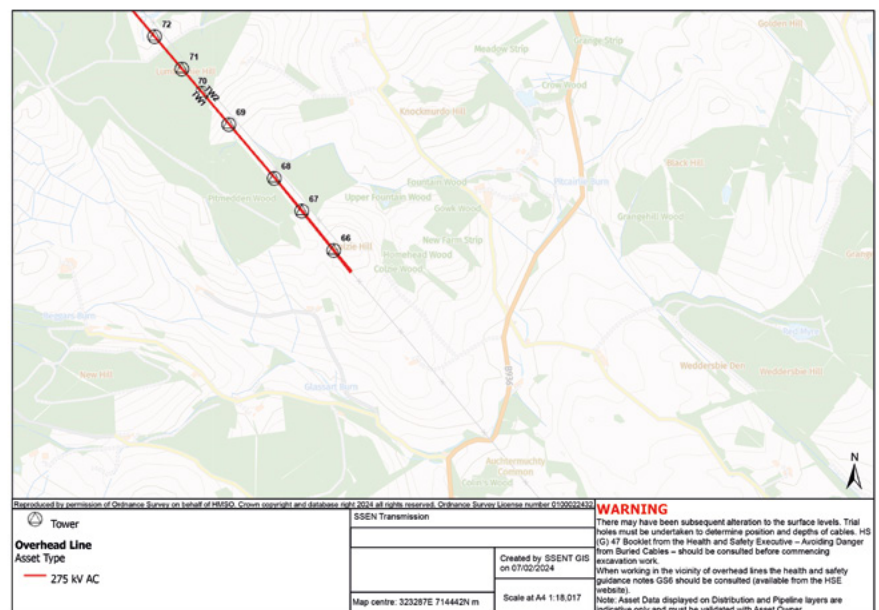 72
71
70
TW1 TW2
69
68
67
66
Golden Hill
Meadow Strip
Grange Strip
Crow Wood
Knockmurdo Hill
Black Hill
Fountain Wood
Pitcairlie Burn
Pitmedden Wood
Upper Fountain Wood
Gowk Wood
Grangehill Wood
New Farm Strip
Homehead Wood
Weddersbie Den
Weddersbie Hill
New Hill
Glassart Burn
B936
Auchtermuchty
Common
Colin's Wood
N
Reproduced by permission of Ordnance Survey on behalf of HMSO. Crown copyright and database right 2024 all rights reserved. Ordnance Survey License number 0100022432
Tower
Overhead Line
Asset Type
275 kV AC
SSEN Transmission
Created by SSENT GIS
on 07/02/2024
Map centre: 323287E 714442N m
Scale at A4 1:18,017
WARNING
There may have been subsequent alteration to the surface levels. Trial
holes must be undertaken to determine position and depths of cables. HS
(G) 47 Booklet from the Health and Safety Executive – Avoiding Danger
from Buried Cables – should be consulted before commencing
excavation work.
When working in the vicinity of overhead lines the health and safety
guidance notes GS6 should be consulted (available from the HSE
website).
Note: Asset Data displayed on Distribution and Pipeline layers are
indicative only and must be validated with Asset Owner